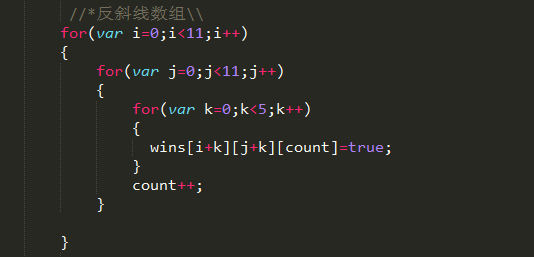 //*反斜线数组\\
for(var i=0;i<11;i++)
{
for(var j=0;j<11;j++)
{
for(var k=0;k<5;k++)
{
wins[i+k][j+k][count]=true;
}
count++;
}
}